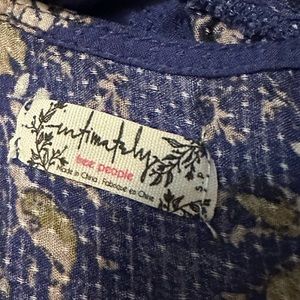 intimately
free people
Made in China . Fabriqué en Chine
S P